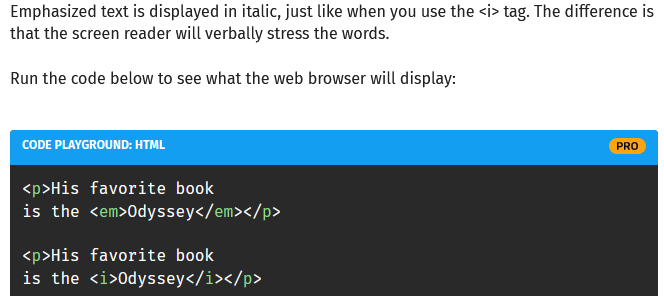 Emphasized text is displayed in italic, just like when you use the <i> tag. The difference is
that the screen reader will verbally stress the words.
Run the code below to see what the web browser will display:
CODE PLAYGROUND: HTML
PRO
<p>His favorite book
is the <em>Odyssey</em></p>
<p>His favorite book
is the <i>Odyssey</i></p>